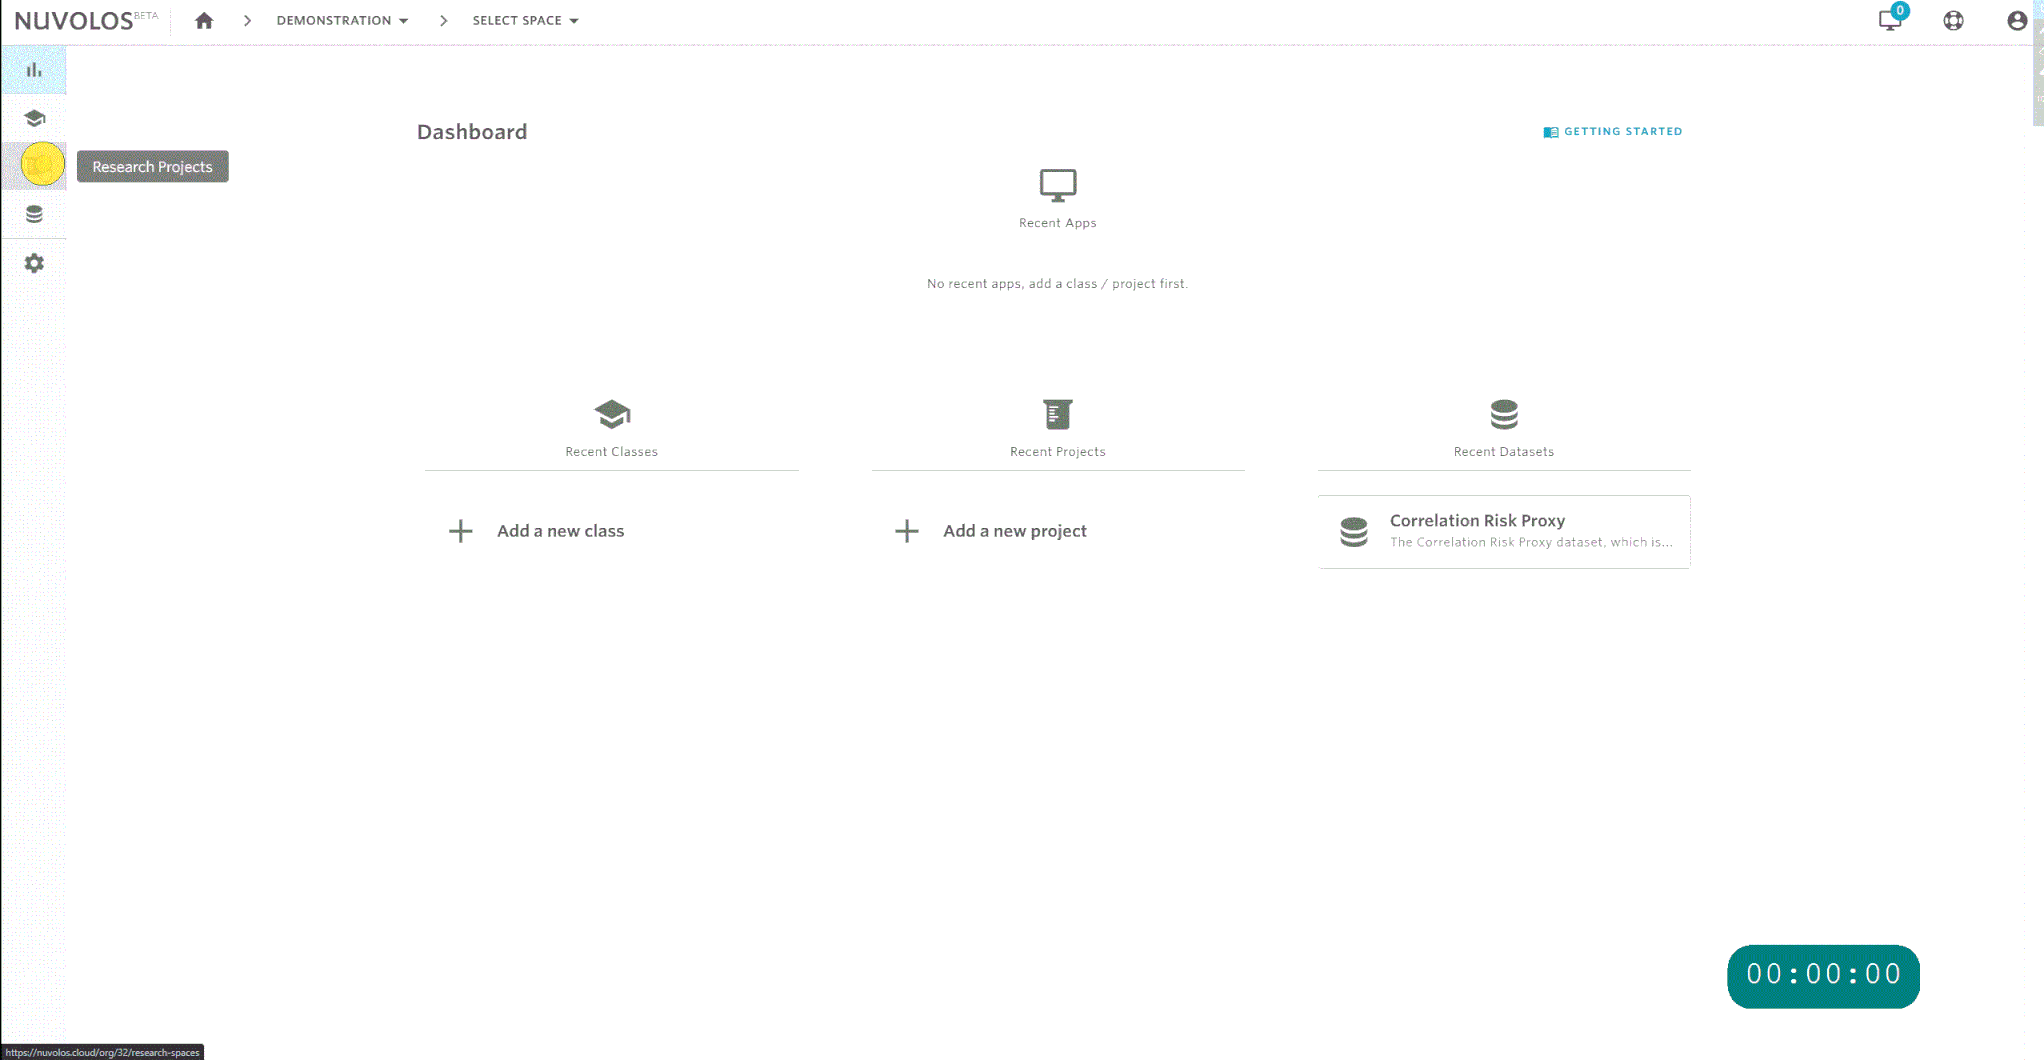 NUVOLOS BETA
DEMONSTRATION
SELECT SPACE
0
Research Projects
Dashboard
GETTING STARTED
Recent Apps
No recent apps, add a class / project first.
Recent Classes
Recent Projects
Recent Datasets
Add a new class
Add a new project
Correlation Risk Proxy
The Correlation Risk Proxy dataset, which is...
00:00:00
https://nuvolos.cloud/org/32/research-spaces